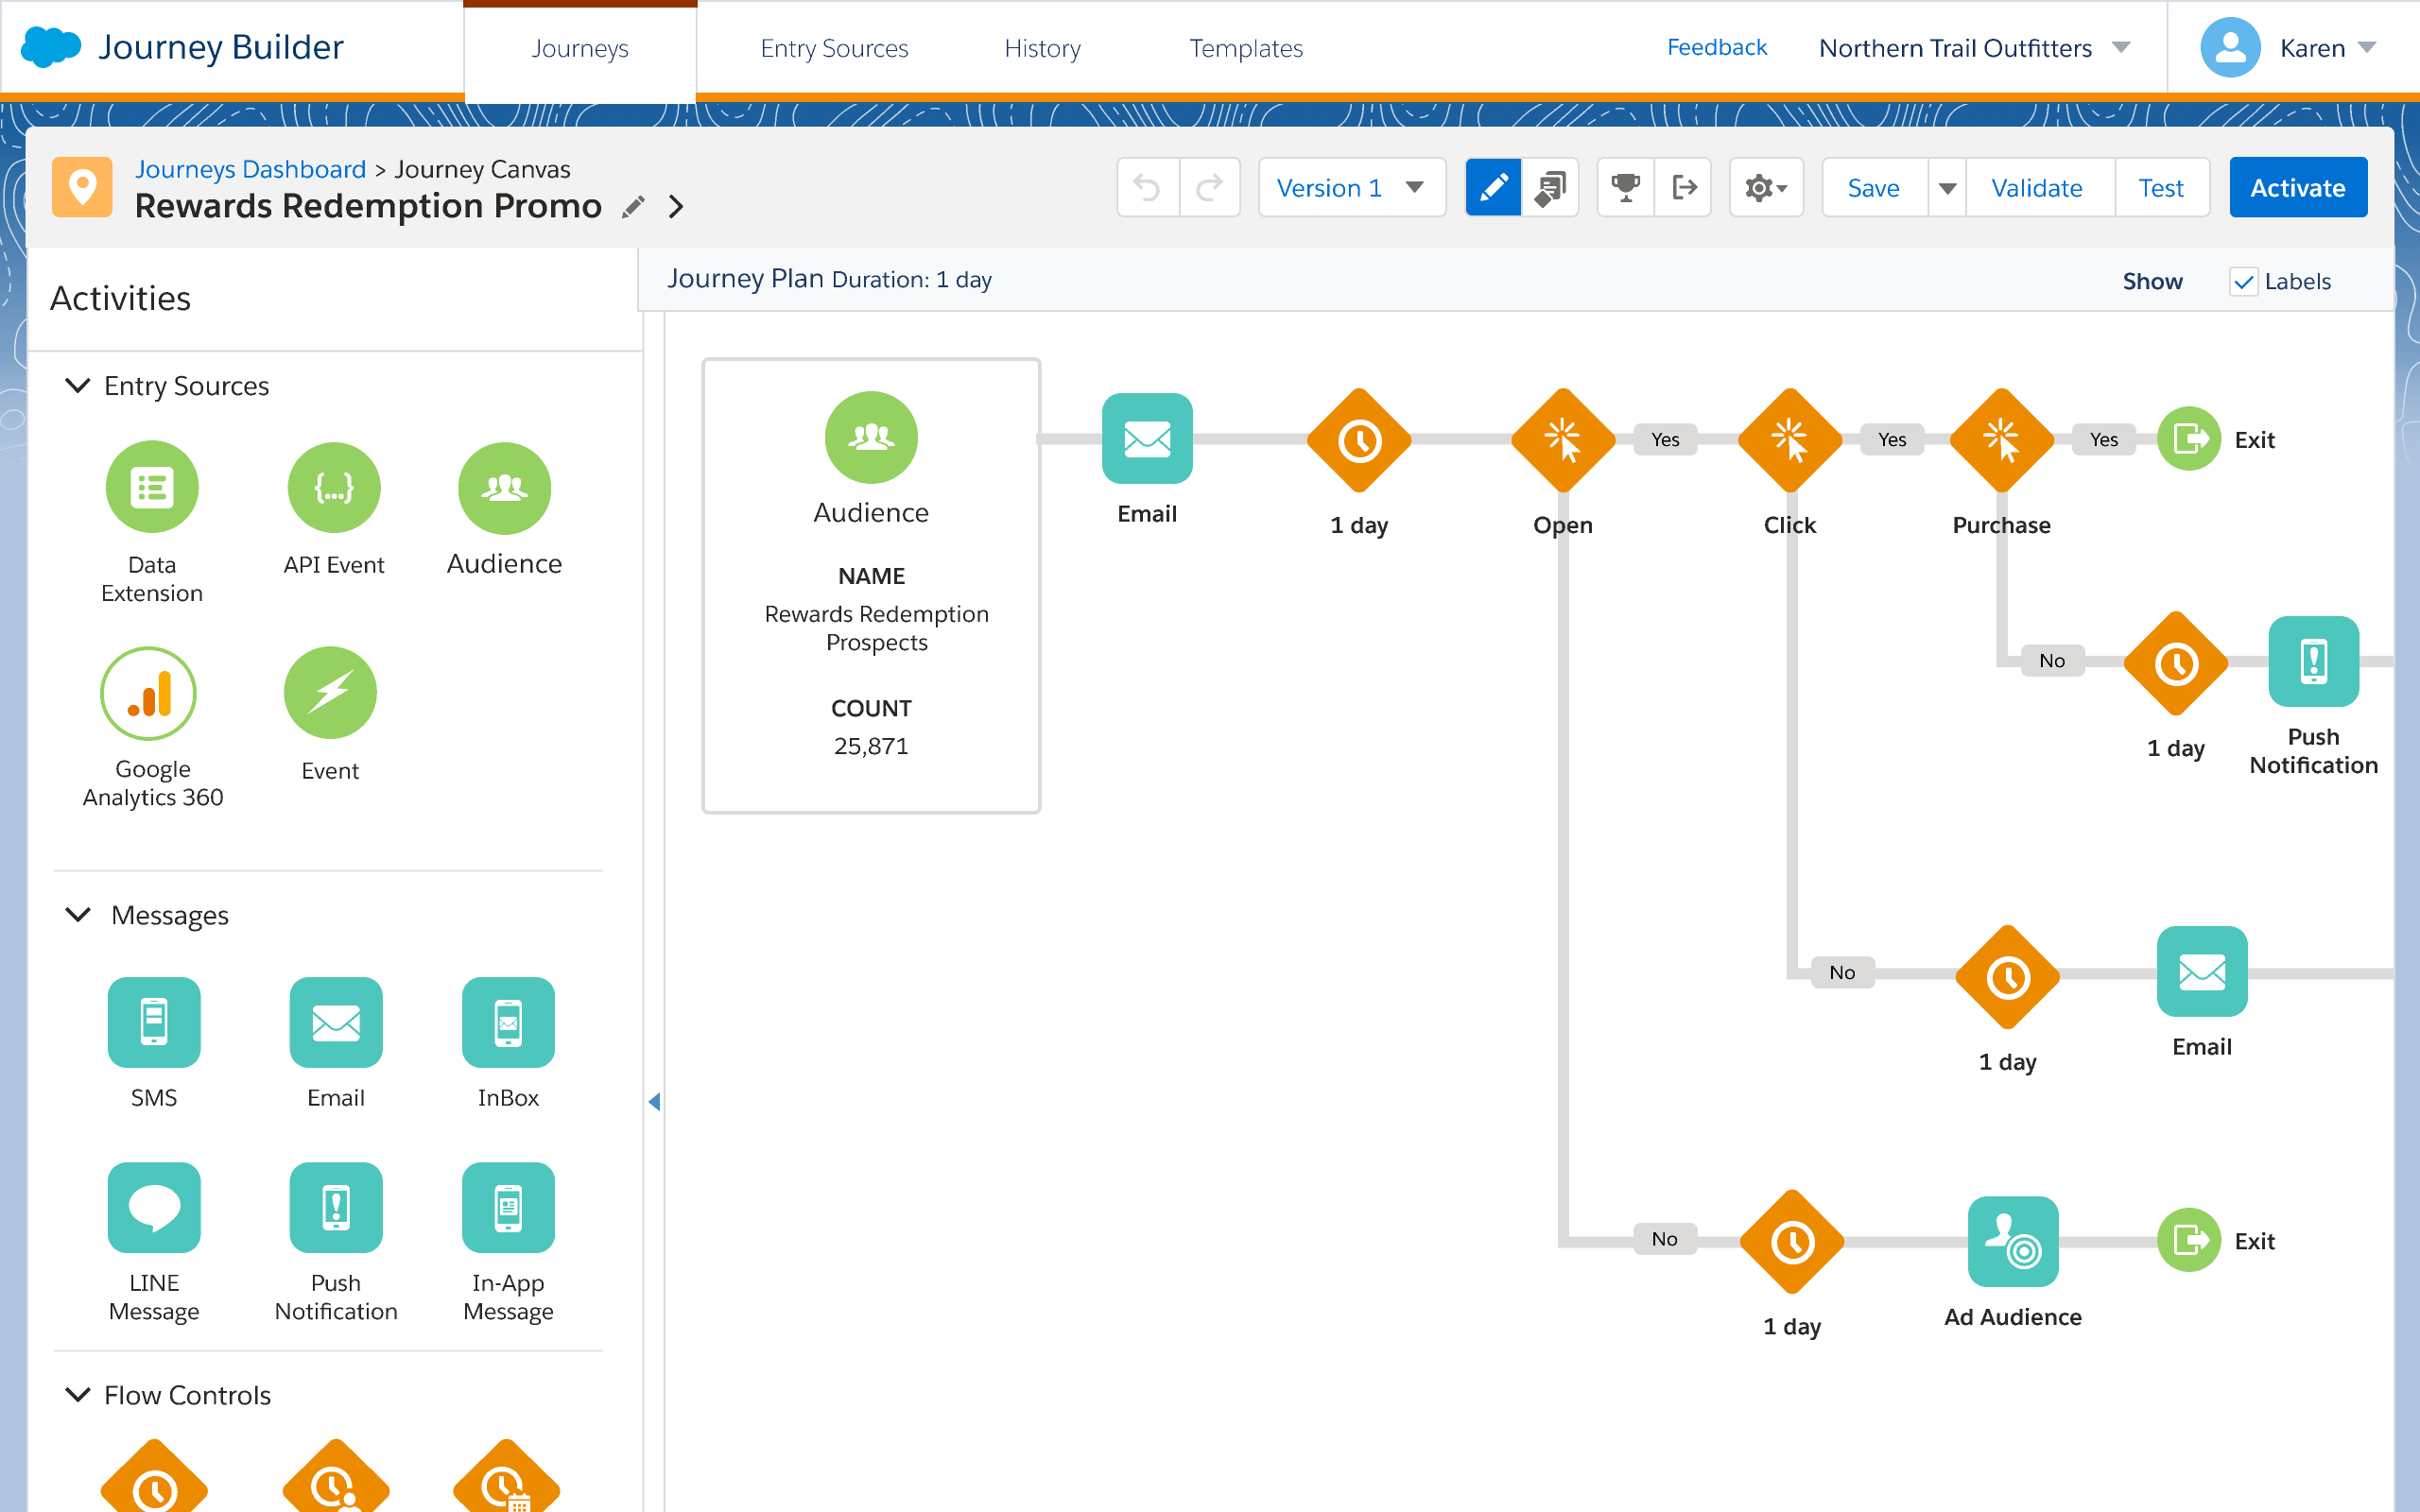 Journey Builder
Journeys
Entry Sources
History
Templates
Feedback
Northern Trail Outfitters
Karen
Journeys Dashboard > Journey Canvas
Rewards Redemption Promo
Version 1
Save
Validate
Test
Activate
Activities
Journey Plan Duration: 1 day
Show
Labels
Entry Sources
Data
Extension
API Event
Audience
Google
Analytics 360
Event
Messages
SMS
Email
InBox
LINE
Message
Push
Notification
In-App
Message
Flow Controls
Audience
NAME
Rewards Redemption
Prospects
COUNT
25,871
Email
1 day
Open
Yes
Click
Yes
Purchase
Yes
Exit
No
1 day
Push
Notification
No
1 day
Email
No
1 day
Ad Audience
Exit